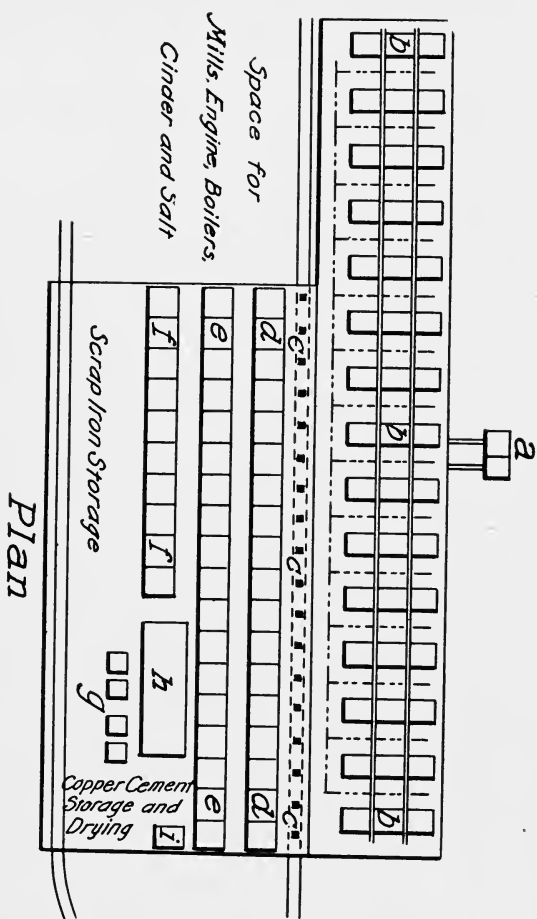 a
b
b
b
Space for
Mills, Engine, Boilers,
Cinder and Salt
c
c
c
d
d
e
e
f
f
Scrap Iron Storage
g
h
Copper Cement
Storage and
Drying
i
Plan